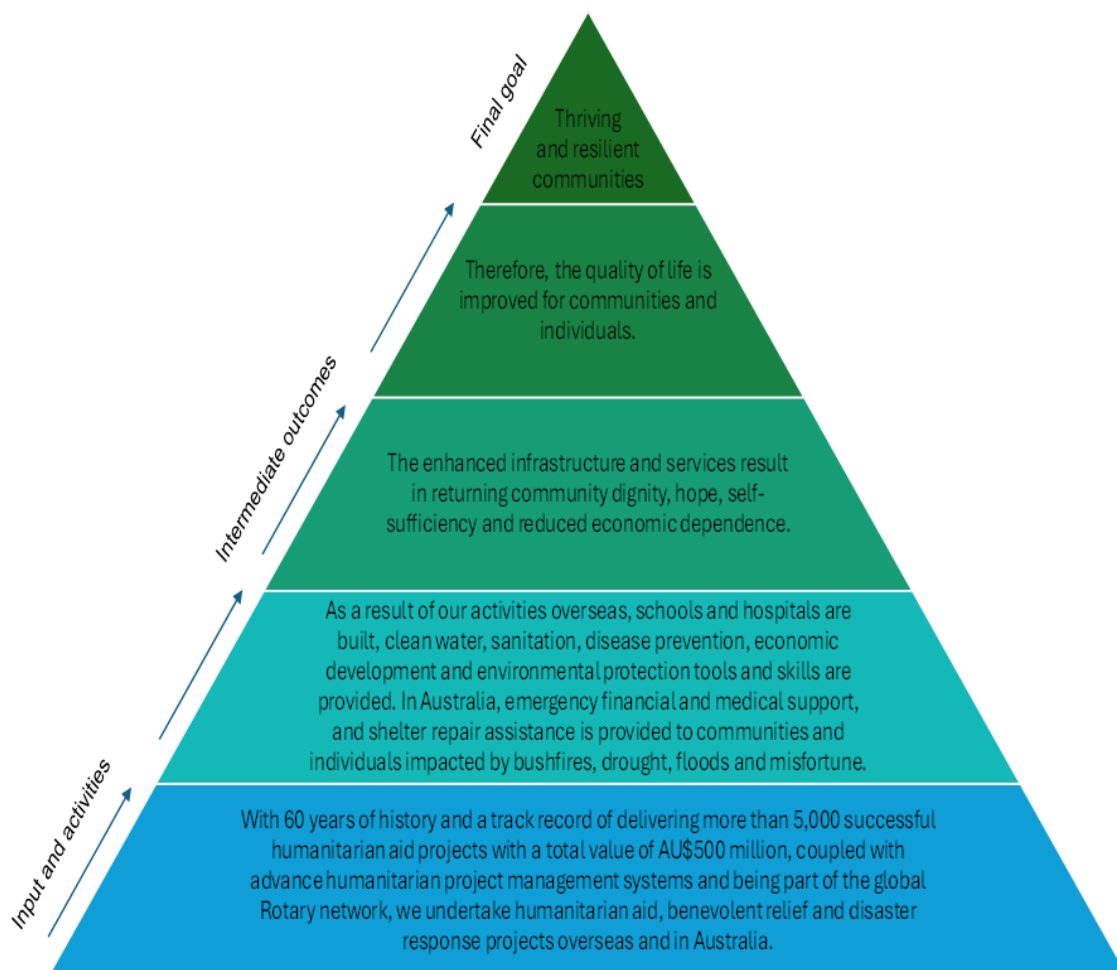 Final goal
Thriving
and resilient
communities
Therefore, the quality of life is
improved for communities and
individuals.
Intermediate outcomes
The enhanced infrastructure and services result
in returning community dignity, hope, self-
sufficiency and reduced economic dependence.
As a result of our activities overseas, schools and hospitals are
built, clean water, sanitation, disease prevention, economic
development and environmental protection tools and skills are
provided. In Australia, emergency financial and medical support,
and shelter repair assistance is provided to communities and
individuals impacted by bushfires, drought, floods and misfortune.
Input and activities
With 60 years of history and a track record of delivering more than 5,000 successful
humanitarian aid projects with a total value of AU$500 million, coupled with
advance humanitarian project management systems and being part of the global
Rotary network, we undertake humanitarian aid, benevolent relief and disaster
response projects overseas and in Australia.